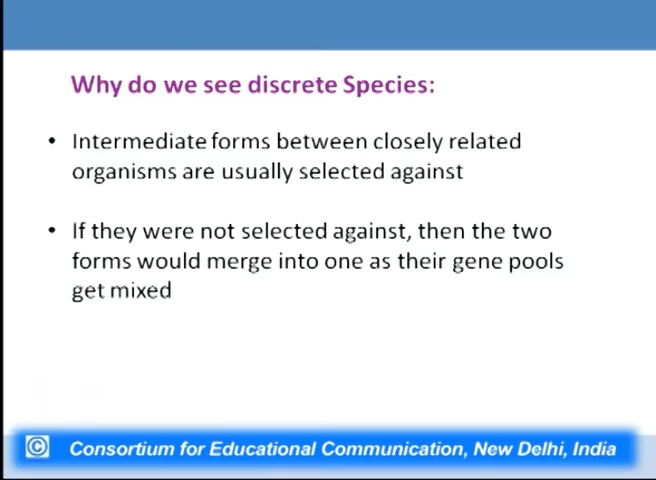 Why do we see discrete Species:
• Intermediate forms between closely related
organisms are usually selected against
• If they were not selected against, then the two
forms would merge into one as their gene pools
get mixed
© Consortium for Educational Communication, New Delhi, India